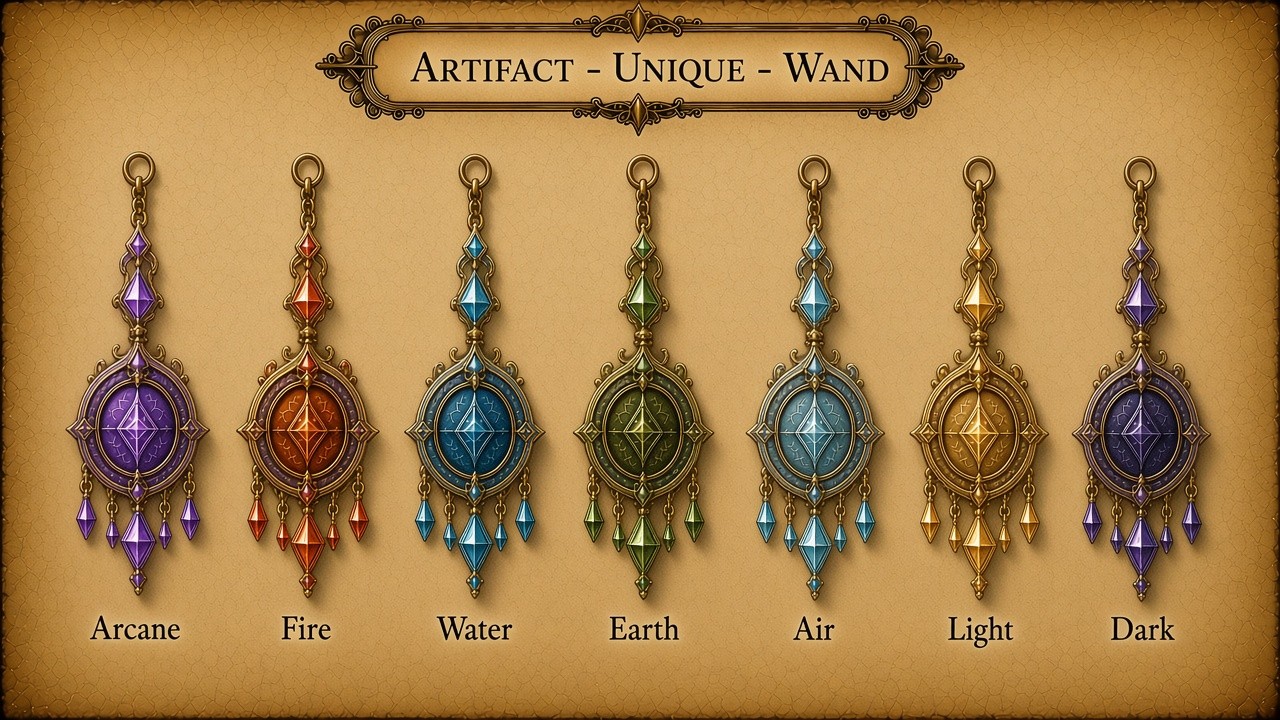 Artifact - Unique - Wand
Arcane
Fire
Water
Earth
Air
Light
Dark